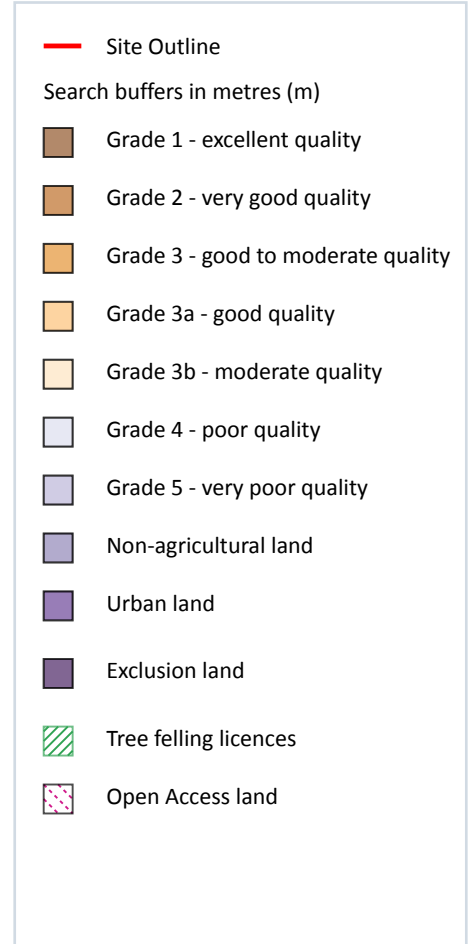 Site Outline
Search buffers in metres (m)
Grade 1 - excellent quality
Grade 2 - very good quality
Grade 3 - good to moderate quality
Grade 3a - good quality
Grade 3b - moderate quality
Grade 4 - poor quality
Grade 5 - very poor quality
Non-agricultural land
Urban land
Exclusion land
Tree felling licences
Open Access land